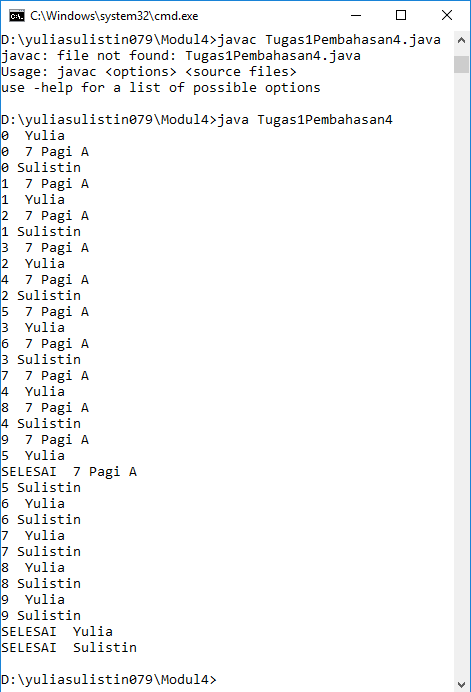 C:\Windows\system32\cmd.exe
D:\yuliasulistin079\Modul4>javac Tugas1Pembahasan4.java
javac: file not found: Tugas1Pembahasan4.java
Usage: javac <options> <source files>
use -help for a list of possible options
D:\yuliasulistin079\Modul4>java Tugas1Pembahasan4
0  Yulia
0  7 Pagi A
0 Sulistin
1  7 Pagi A
1  Yulia
2  7 Pagi A
1 Sulistin
3  7 Pagi A
2  Yulia
4  7 Pagi A
2 Sulistin
5  7 Pagi A
3  Yulia
6  7 Pagi A
3 Sulistin
7  7 Pagi A
4  Yulia
8  7 Pagi A
4 Sulistin
9  7 Pagi A
5  Yulia
SELESAI  7 Pagi A
5 Sulistin
6  Yulia
6 Sulistin
7  Yulia
7 Sulistin
8  Yulia
8 Sulistin
9  Yulia
9 Sulistin
SELESAI  Yulia
SELESAI  Sulistin
D:\yuliasulistin079\Modul4>